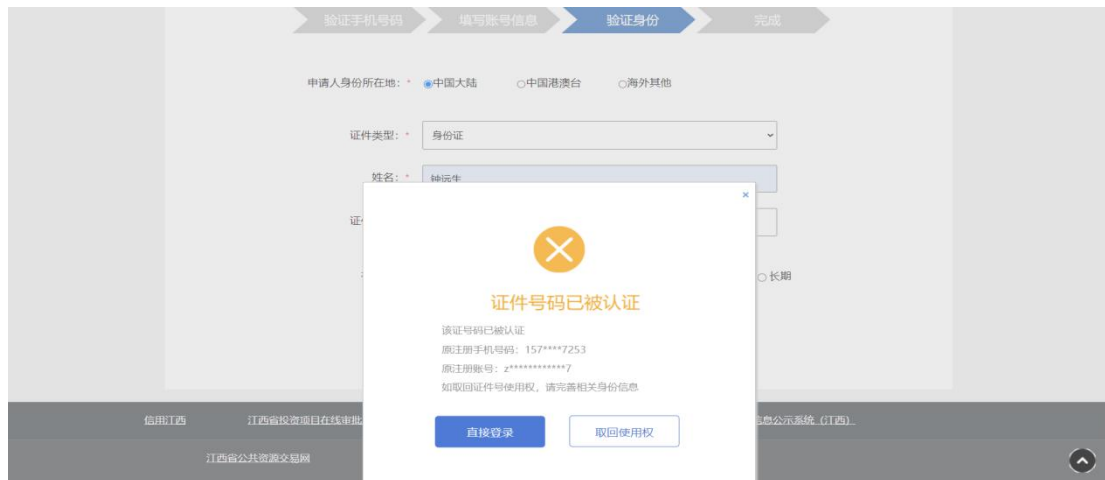 验证手机号码 填写账号信息 验证身份 完成
申请人身份所在地: * 中国大陆 中国港澳台 海外其他
证件类型: * 身份证
姓名: * 钟远生
证件号码已被认证
该证号码已被认证
原注册手机号码: 157****7253
原注册账号: z************7
如取回证件号使用权, 请完善相关身份信息
长期
直接登录 取回使用权
信用江西 江西省投资项目在线审批 信息公示系统 (江西)
江西省公共资源交易网